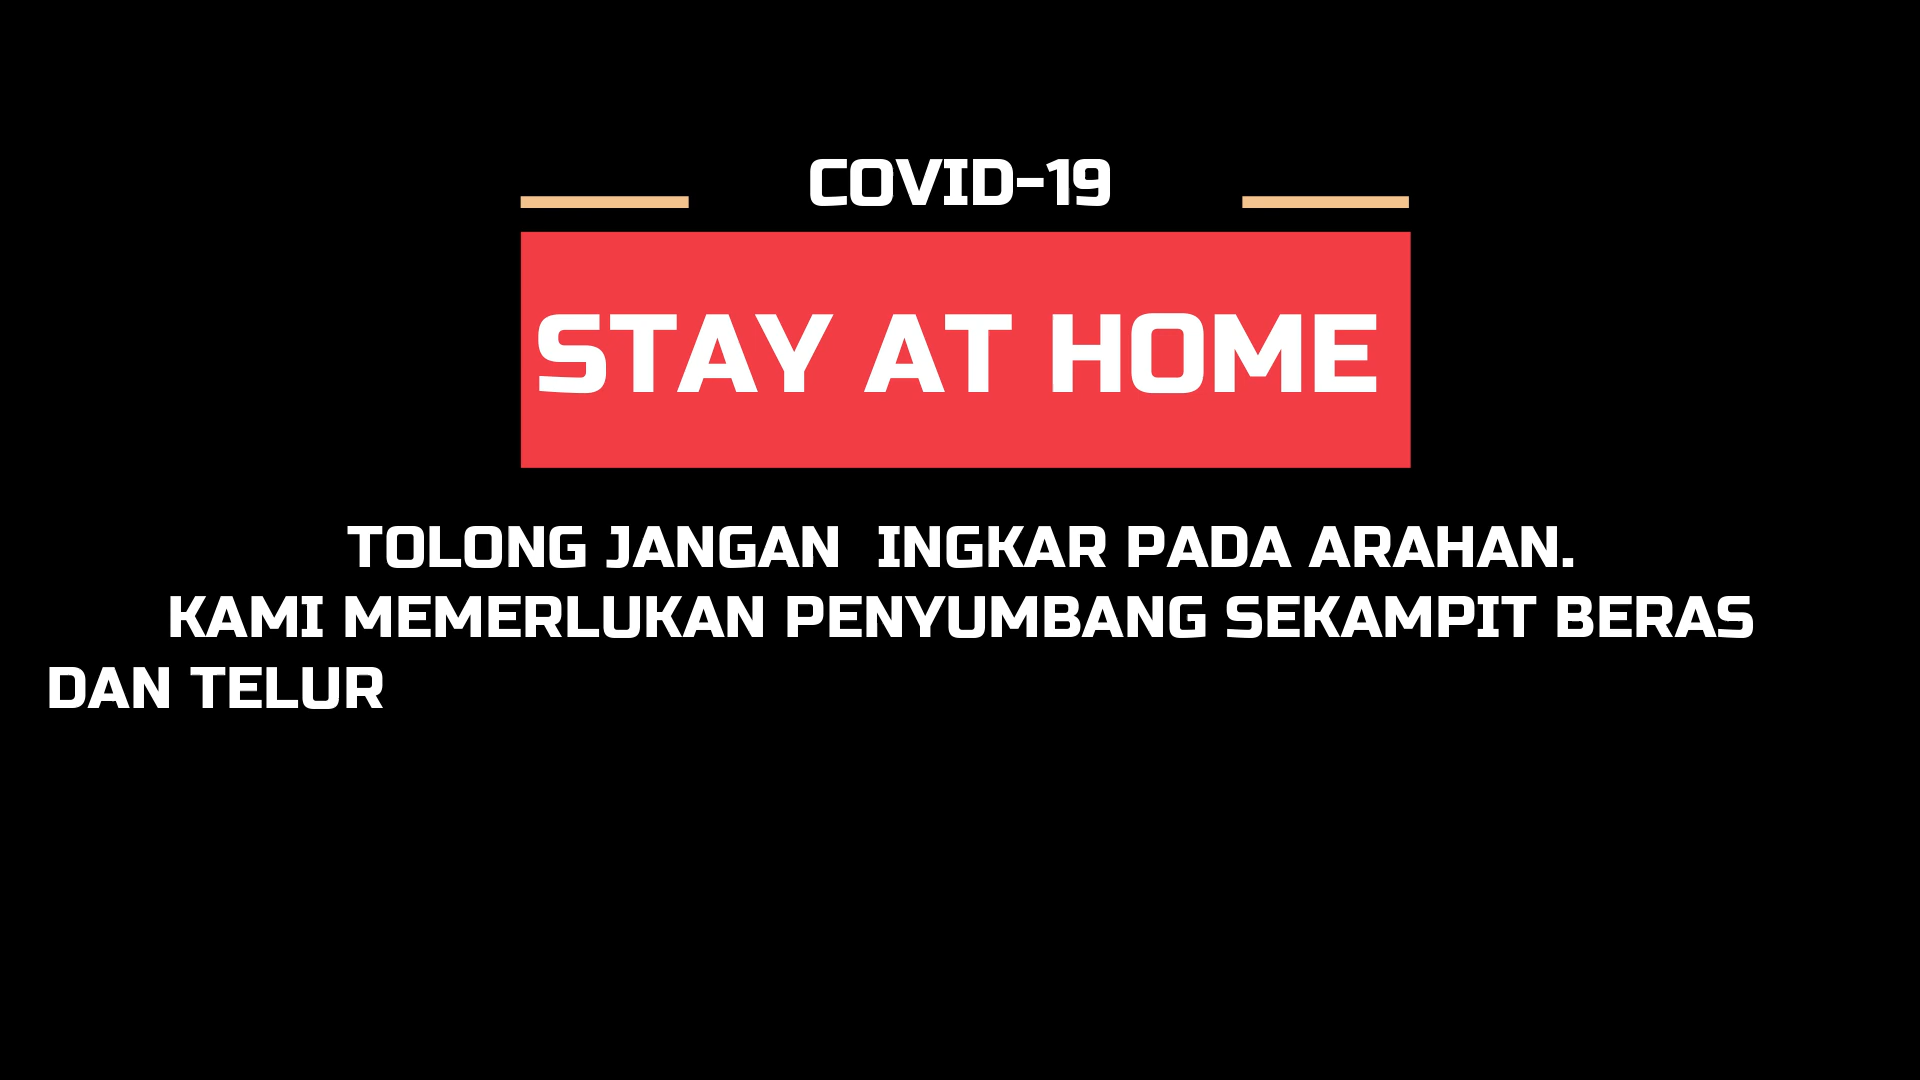 COVID-19
STAY AT HOME
TOLONG JANGAN  INGKAR PADA ARAHAN.
KAMI MEMERLUKAN PENYUMBANG SEKAMPIT BERAS
DAN TELUR